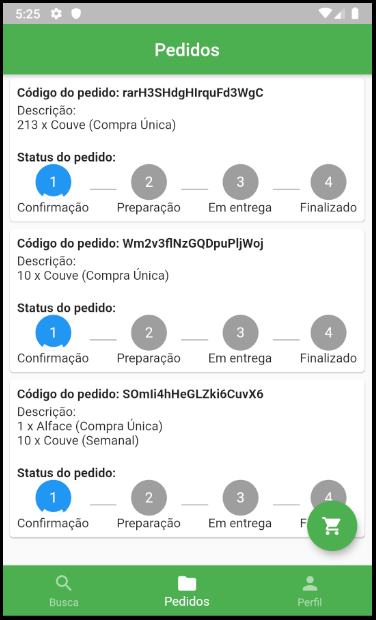 5:25
Pedidos
Código do pedido: rarH3SHdgHIrquFd3WgC
Descrição:
213 x Couve (Compra Única)
Status do pedido:
1 2 3 4
Confirmação Preparação Em entrega Finalizado
Código do pedido: Wm2v3flNzGQDpuPljWoj
Descrição:
10 x Couve (Compra Única)
Status do pedido:
1 2 3 4
Confirmação Preparação Em entrega Finalizado
Código do pedido: SOmIi4hHeGLZki6CuvX6
Descrição:
1 x Alface (Compra Única)
10 x Couve (Semanal)
Status do pedido:
1 2 3 4
Confirmação Preparação Em entrega
Busca Pedidos Perfil